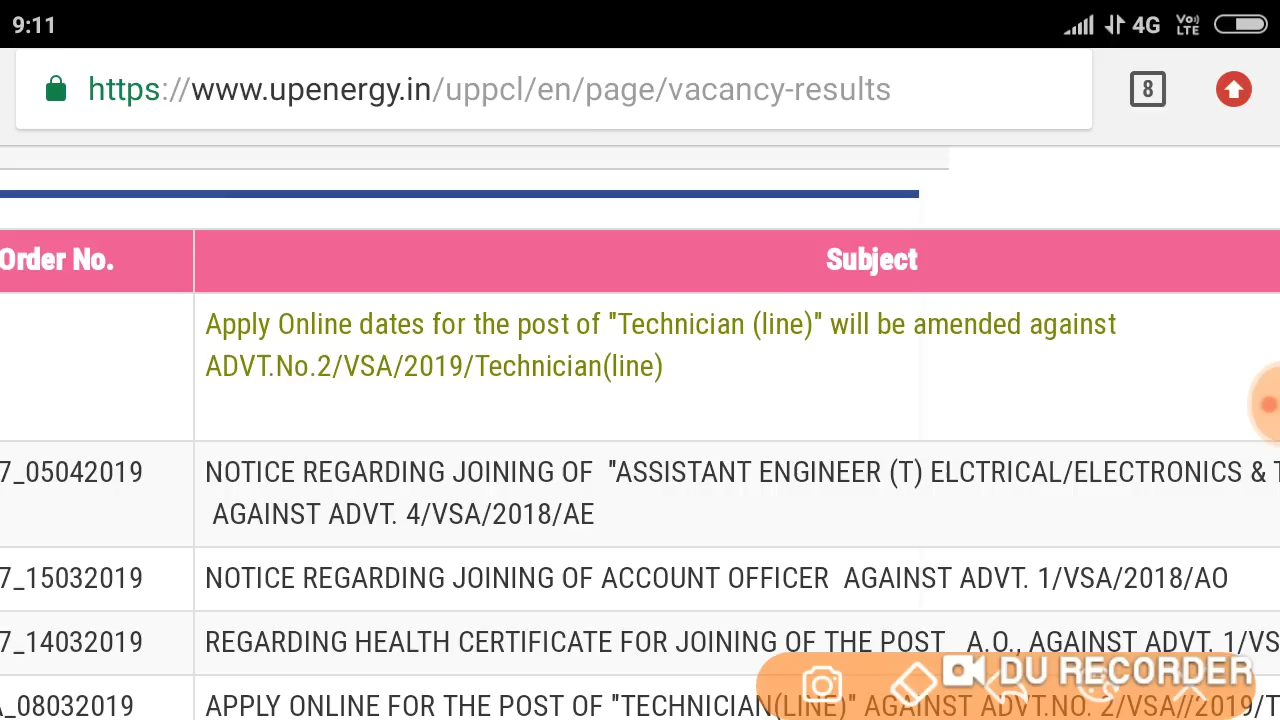 9:11
4G
Vo)) LTE
https://www.upenergy.in/uppcl/en/page/vacancy-results
8
Order No.
Subject
Apply Online dates for the post of "Technician (line)" will be amended against
ADVT.No.2/VSA/2019/Technician(line)
7_05042019
NOTICE REGARDING JOINING OF "ASSISTANT ENGINEER (T) ELCTRICAL/ELECTRONICS & T
AGAINST ADVT. 4/VSA/2018/AE
7_15032019
NOTICE REGARDING JOINING OF ACCOUNT OFFICER AGAINST ADVT. 1/VSA/2018/AO
7_14032019
REGARDING HEALTH CERTIFICATE FOR JOINING OF THE POST A.O., AGAINST ADVT. 1/VS
DU RECORDER
_08032019
APPLY ONLINE FOR THE POST OF "TECHNICIAN(LINE)" AGAINST ADVT.NO. 2/VSA//2019/T